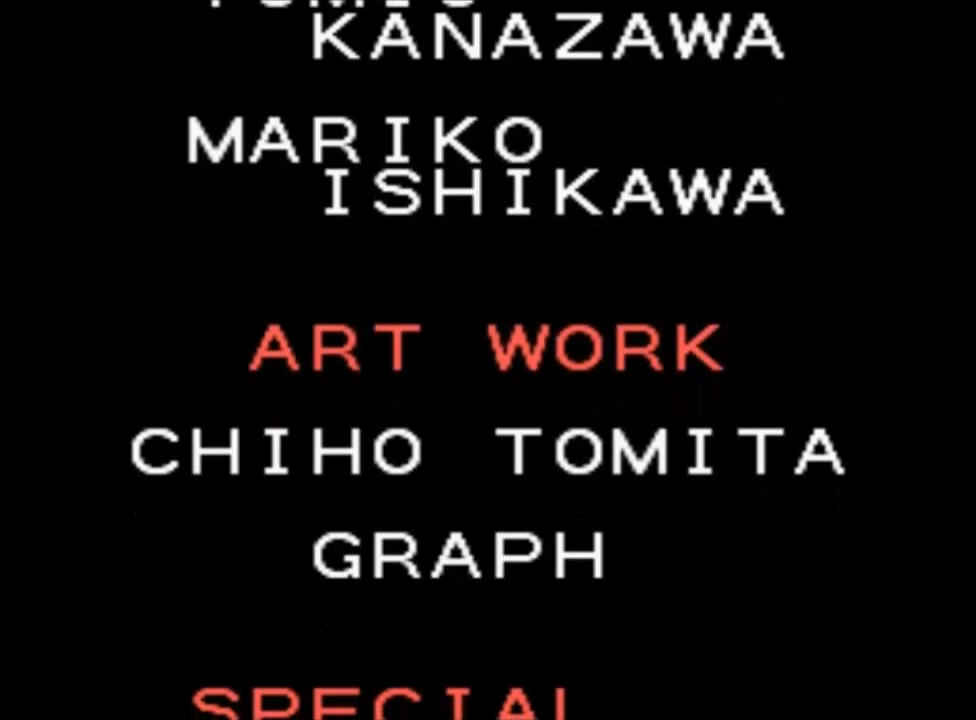 KANAZAWA
MARIKO
ISHIKAWA
ART WORK
CHIHO TOMITA
GRAPH
SPECIAL